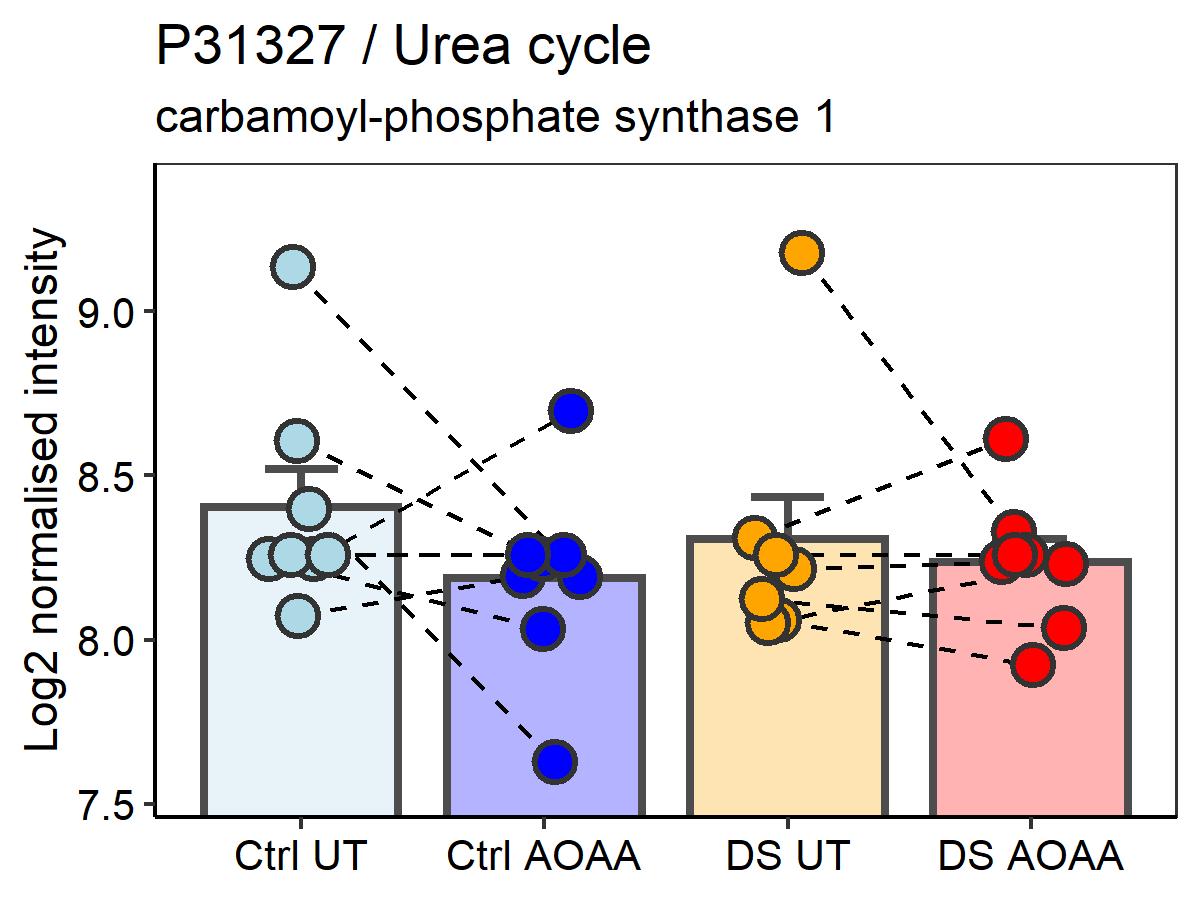 P31327 / Urea cycle
carbamoyl-phosphate synthase 1
Log2 normalised intensity
9.0
8.5
8.0
7.5
Ctrl UT
Ctrl AOAA
DS UT
DS AOAA